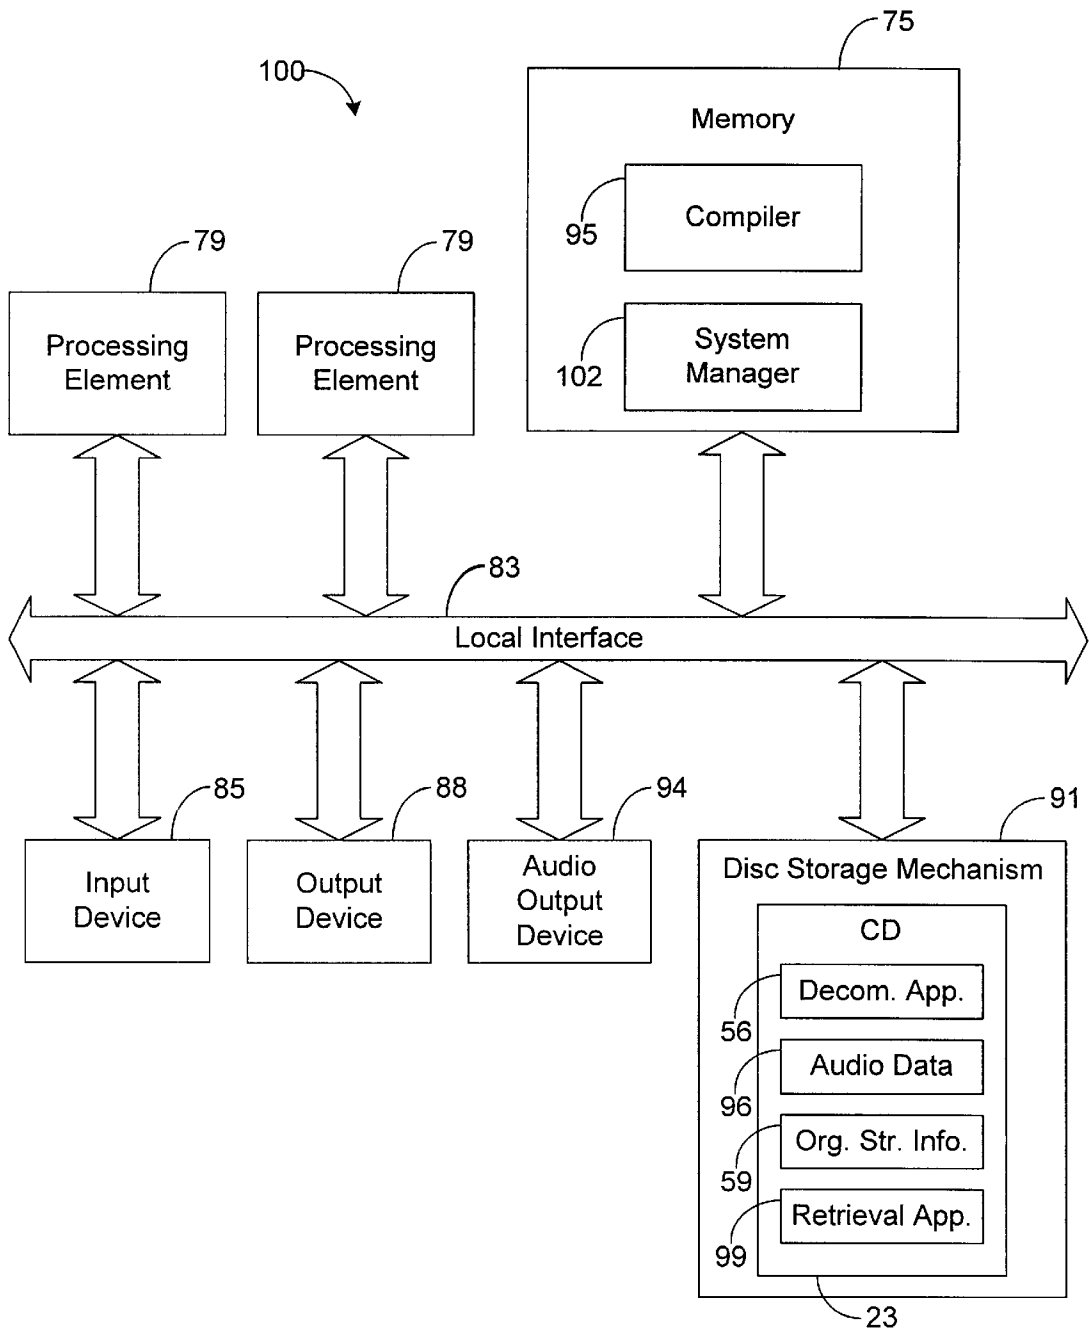 75
100
Memory
Compiler
95
79
79
System
Manager
102
Processing
Element
Processing
Element
83
Local Interface
85
88
94
91
Input
Device
Output
Device
Audio
Output
Device
Disc Storage Mechanism
CD
Decom. App.
56
Audio Data
96
Org. Str. Info.
59
Retrieval App.
99
23